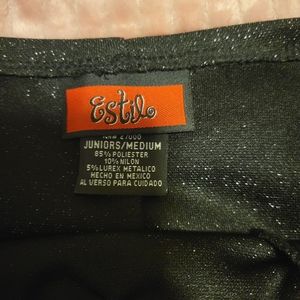 Estilo
JUNIORS/MEDIUM
85% POLIESTER
10% NILON
5% LUREX METALICO
HECHO EN MEXICO
AL VERSO PARA CUIDADO